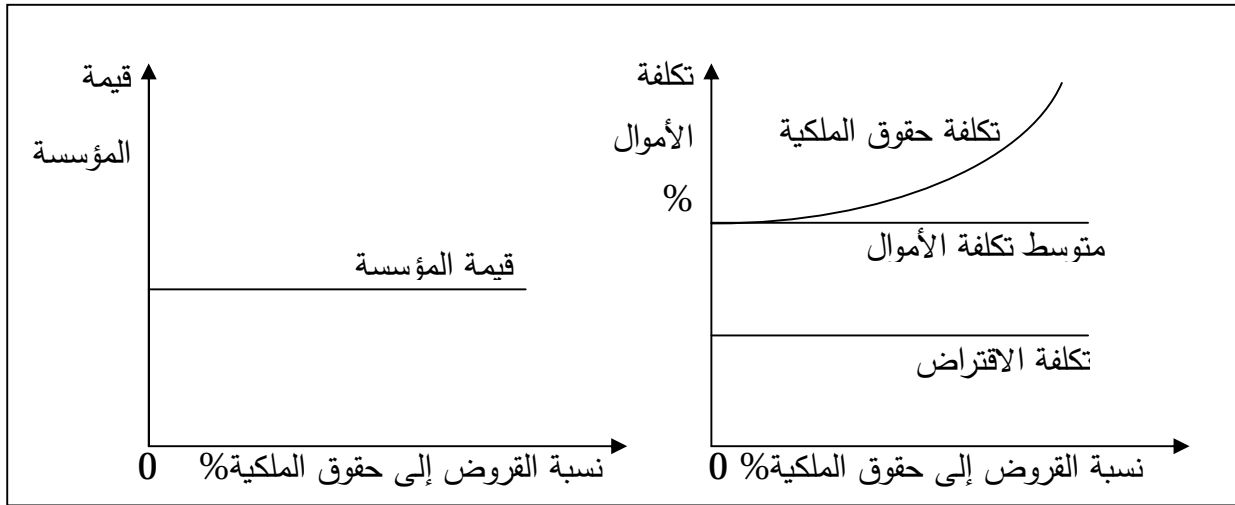 تكلفة
الأموال
%
تكلفة حقوق الملكية
متوسط تكلفة الأموال
تكلفة الاقتراض
0 نسبة القروض إلى حقوق الملكية%
قيمة
المؤسسة
قيمة المؤسسة
0 نسبة القروض إلى حقوق الملكية%